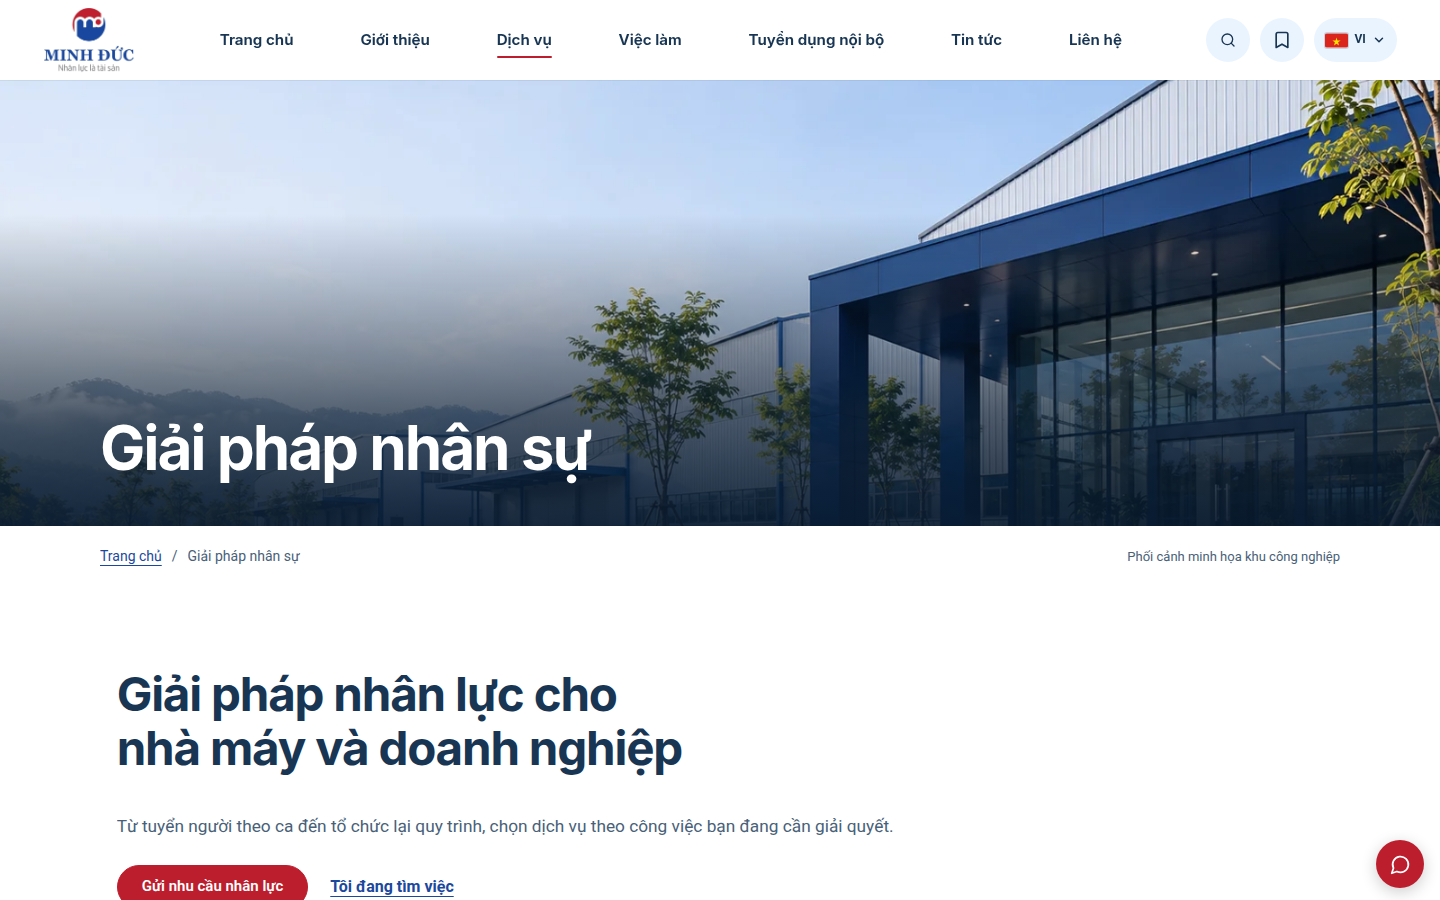 MINH ĐỨC
Nhân lực là tài sản
Trang chủ
Giới thiệu
Dịch vụ
Việc làm
Tuyển dụng nội bộ
Tin tức
Liên hệ
VI
Giải pháp nhân sự
Trang chủ / Giải pháp nhân sự
Phối cảnh minh họa khu công nghiệp
Giải pháp nhân lực cho
nhà máy và doanh nghiệp
Từ tuyển người theo ca đến tổ chức lại quy trình, chọn dịch vụ theo công việc bạn đang cần giải quyết.
Gửi nhu cầu nhân lực
Tôi đang tìm việc